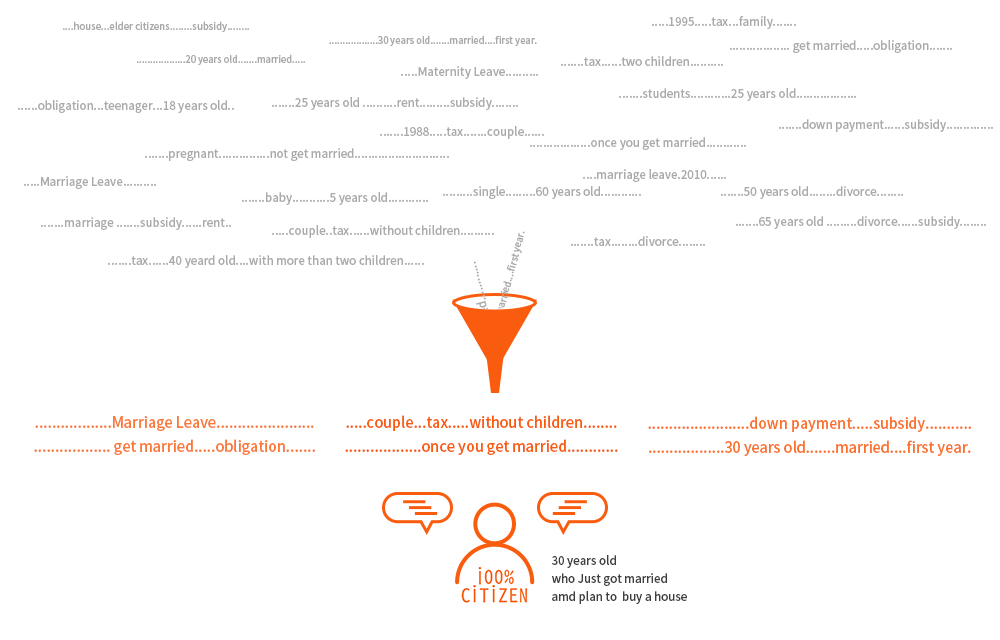 ....house...elder citizens........subsidy........
.....1995.....tax...family.......
..................30 years old.......married....first year.
.................. get married.....obligation.......
..................20 years old.......married.....
.....Maternity Leave..........
.......tax......two children..........
......obligation...teenager...18 years old..
.......25 years old ..........rent.........subsidy........
.......students............25 years old..................
.......1988.....tax.......couple......
.......down payment......subsidy..............
..................once you get married............
.......pregnant...............not get married............................
.....Marriage Leave..........
....marriage leave.2010......
.........single.........60 years old............
.......50 years old........divorce........
......baby...........5 years old............
.......marriage .......subsidy......rent..
.......65 years old .........divorce......subsidy........
.....couple..tax......without children..........
.......tax........divorce........
.......tax......40 yeard old....with more than two children......
arried....first year.
..................Marriage Leave......................
.................. get married.....obligation.......
.....couple...tax.....without children........
..................once you get married............
........................down payment.....subsidy...........
..................30 years old.......married....first year.
100%
CiTiZEN
30 years old
who Just got married
amd plan to buy a house